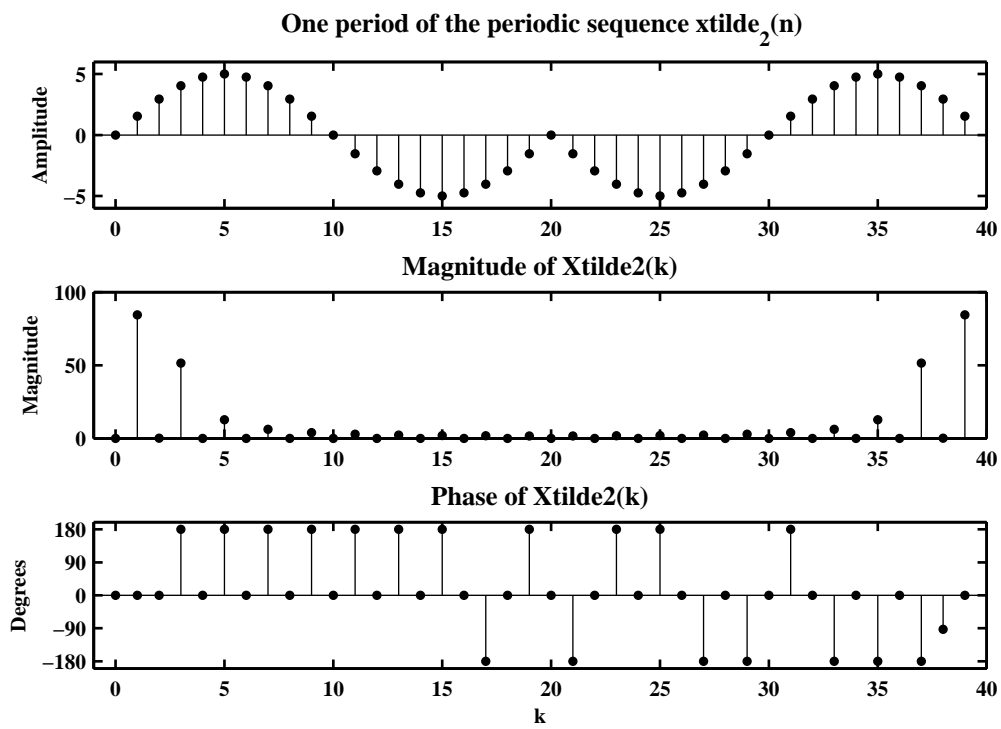 One period of the periodic sequence xtilde_2(n)
Amplitude
5
0
−5
0 5 10 15 20 25 30 35 40
Magnitude of Xtilde2(k)
Magnitude
100
50
0
0 5 10 15 20 25 30 35 40
Phase of Xtilde2(k)
Degrees
180
90
0
−90
−180
0 5 10 15 20 25 30 35 40
k